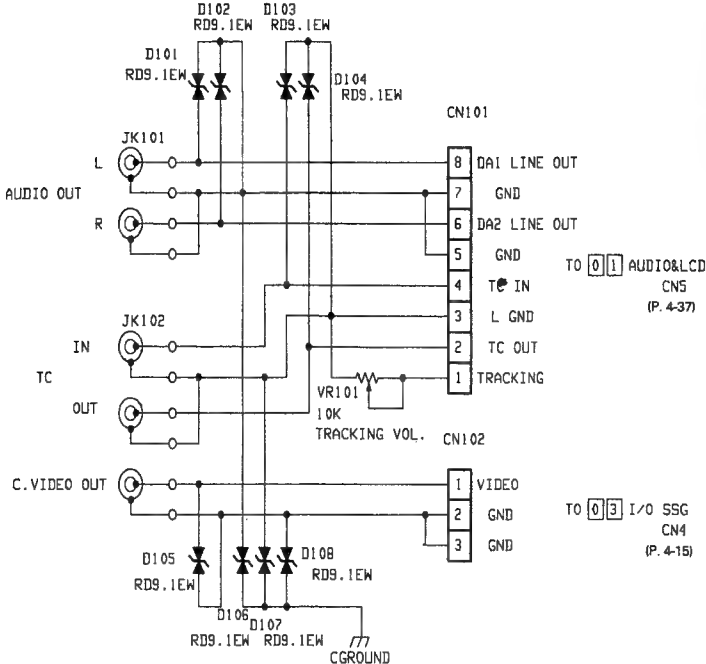 D102 D103
RD9.1EW RD9.1EW
D101
RD9.1EW
D104
RD9.1EW
CN101
JK101
L
8 DA1 LINE OUT
AUDIO OUT
7 GND
R
6 DA2 LINE OUT
5 GND
TO 0 1 AUDIO&LCD
CN5
(P. 4-37)
4 TC IN
JK102
3 L GND
IN
2 TC OUT
TC
1 TRACKING
VR101
10K
TRACKING VOL.
OUT
CN102
C.VIDEO OUT
1 VIDEO
2 GND
TO 0 3 I/O SSG
CN4
(P. 4-15)
3 GND
D105
RD9.1EW
D108
RD9.1EW
D106
RD9.1EW
D107
RD9.1EW
CGROUND